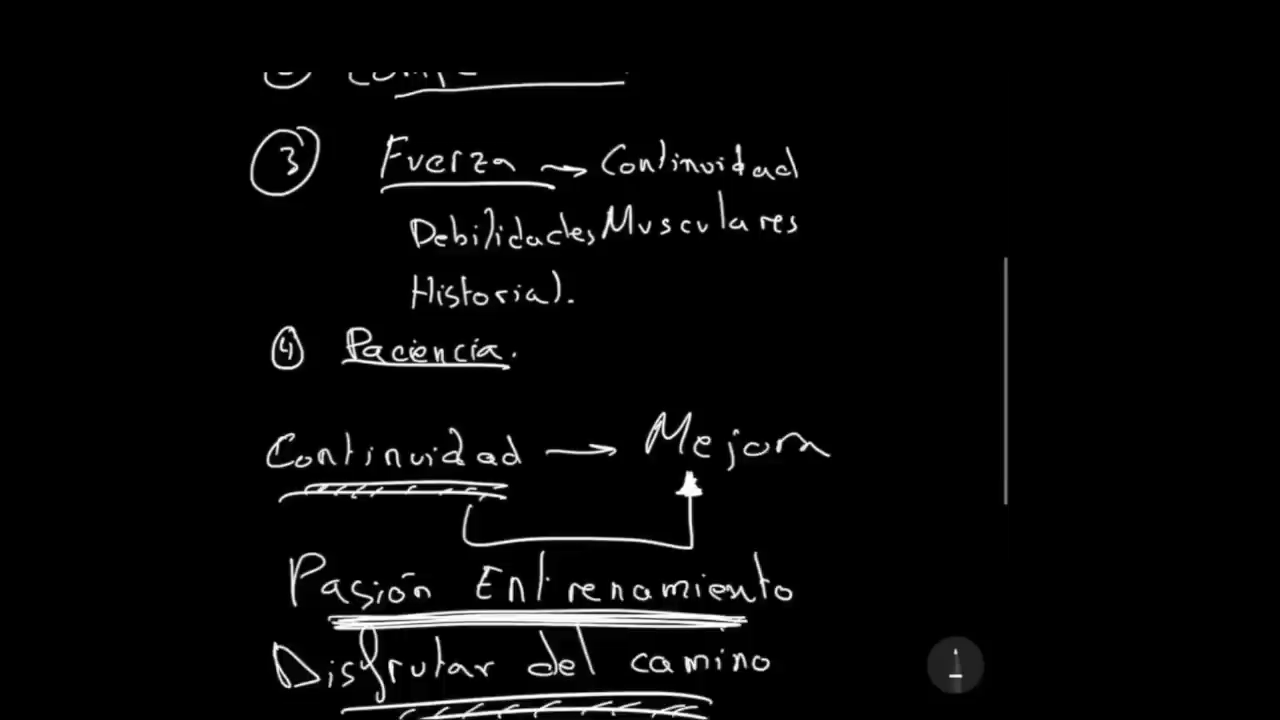 ③ Fuerza → Continuidad
Debilidades Musculares
Historial.
④ Paciencia.
Continuidad → Mejora
Pasión Entrenamiento
Disfrutar del camino